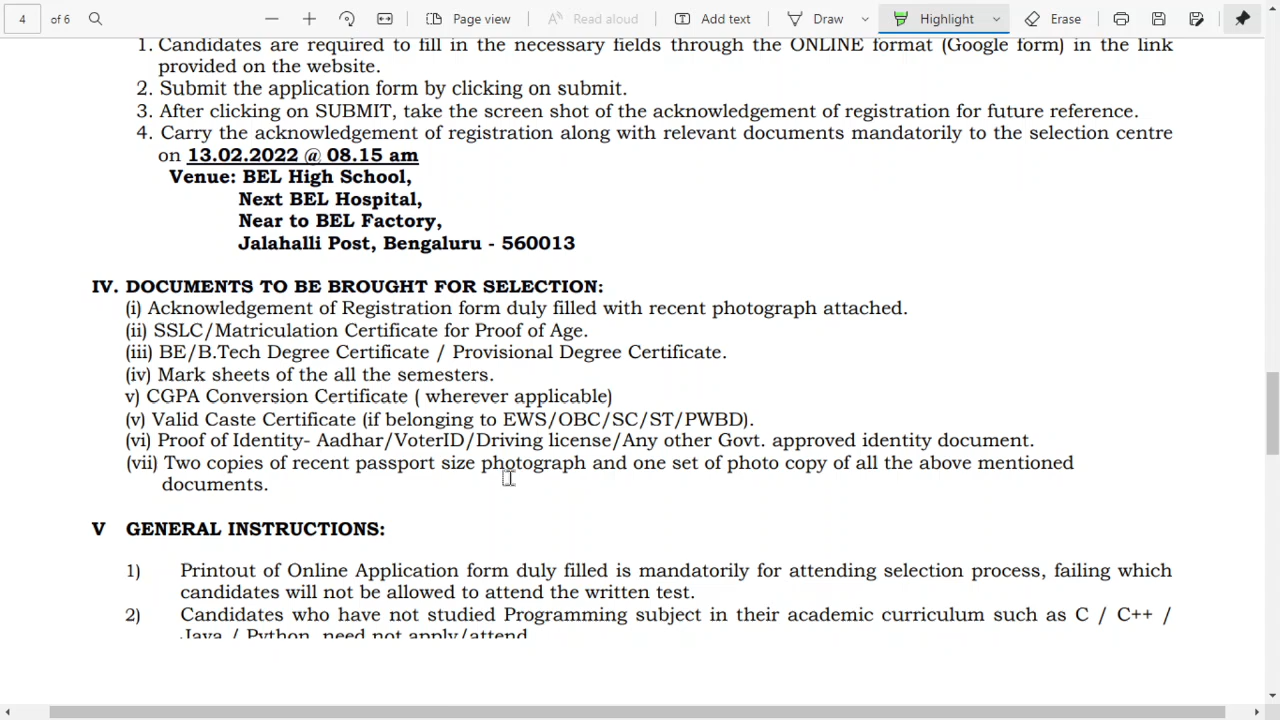 4 of 6 Page view Read aloud Add text Draw Highlight Erase
1. Candidates are required to fill in the necessary fields through the ONLINE format (Google form) in the link
provided on the website.
2. Submit the application form by clicking on submit.
3. After clicking on SUBMIT, take the screen shot of the acknowledgement of registration for future reference.
4. Carry the acknowledgement of registration along with relevant documents mandatorily to the selection centre
on 13.02.2022 @ 08.15 am
Venue: BEL High School,
Next BEL Hospital,
Near to BEL Factory,
Jalahalli Post, Bengaluru - 560013
IV. DOCUMENTS TO BE BROUGHT FOR SELECTION:
(i) Acknowledgement of Registration form duly filled with recent photograph attached.
(ii) SSLC/Matriculation Certificate for Proof of Age.
(iii) BE/B.Tech Degree Certificate / Provisional Degree Certificate.
(iv) Mark sheets of the all the semesters.
v) CGPA Conversion Certificate ( wherever applicable)
(v) Valid Caste Certificate (if belonging to EWS/OBC/SC/ST/PWBD).
(vi) Proof of Identity- Aadhar/VoterID/Driving license/Any other Govt. approved identity document.
(vii) Two copies of recent passport size photograph and one set of photo copy of all the above mentioned
documents.
V GENERAL INSTRUCTIONS:
1) Printout of Online Application form duly filled is mandatorily for attending selection process, failing which
candidates will not be allowed to attend the written test.
2) Candidates who have not studied Programming subject in their academic curriculum such as C / C++ /
Java / Python, need not apply/attend